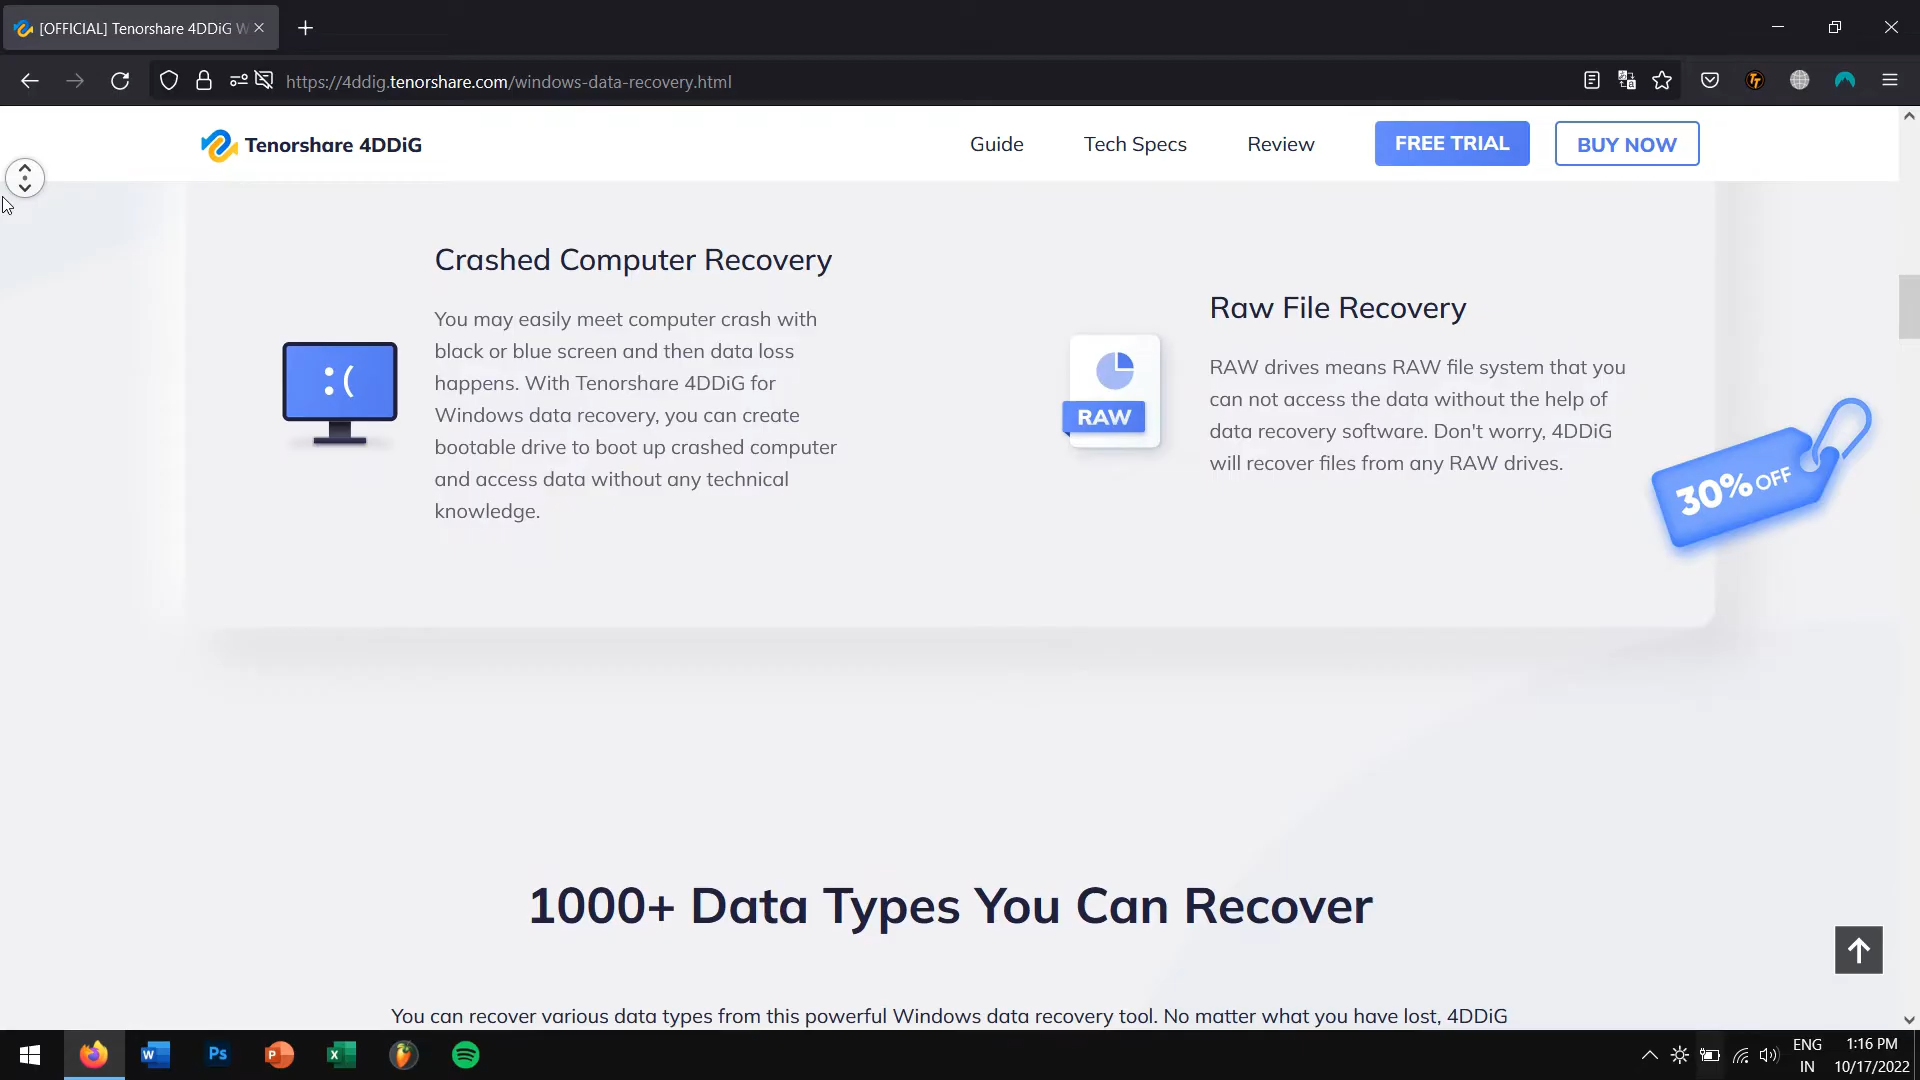 [OFFICIAL] Tenorshare 4DDiG W
https://4ddig.tenorshare.com/windows-data-recovery.html
Tenorshare 4DDiG
Guide
Tech Specs
Review
FREE TRIAL
BUY NOW
Crashed Computer Recovery
You may easily meet computer crash with
black or blue screen and then data loss
happens. With Tenorshare 4DDiG for
Windows data recovery, you can create
bootable drive to boot up crashed computer
and access data without any technical
knowledge.
:(
RAW
Raw File Recovery
RAW drives means RAW file system that you
can not access the data without the help of
data recovery software. Don't worry, 4DDiG
will recover files from any RAW drives.
30% OFF
1000+ Data Types You Can Recover
You can recover various data types from this powerful Windows data recovery tool. No matter what you have lost, 4DDiG
W
Ps
P
X
ENG
IN
1:16 PM
10/17/2022